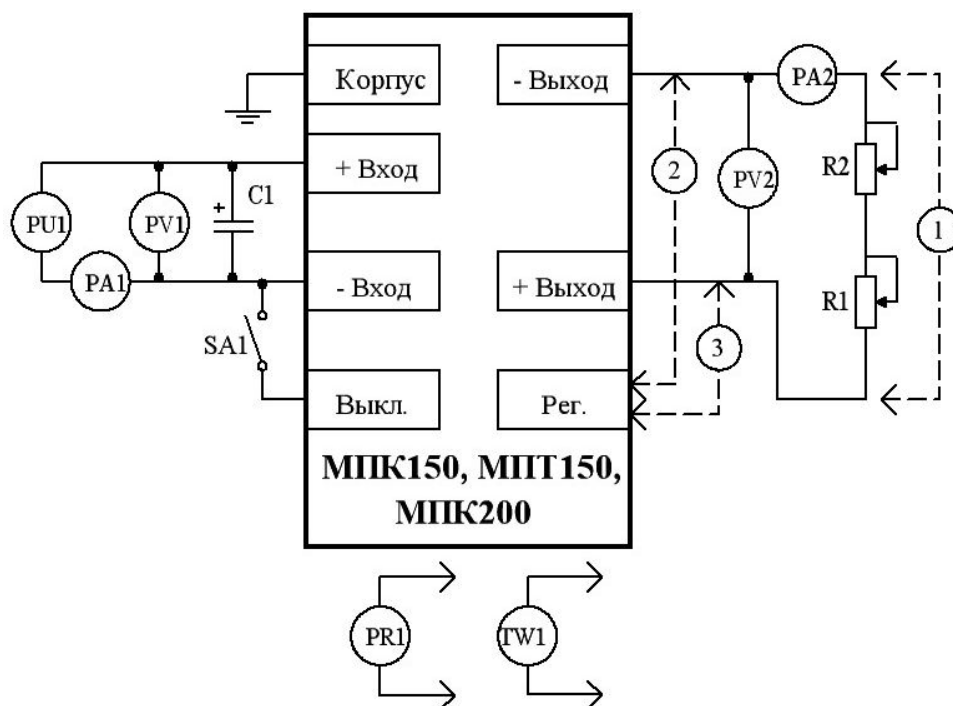 Корпус
- Выход
PA2
+ Вход
C1
+
R2
2
PV2
PU1
PV1
1
PA1
- Вход
+ Выход
R1
SA1
3
Выкл.
Рег.
МПК150, МПТ150,
МПК200
PR1
TW1